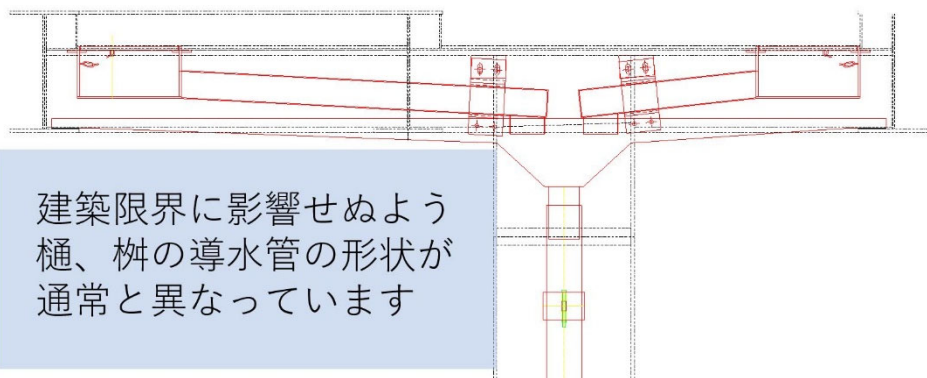 建築限界に影響せぬよう
樋、桝の導水管の形状が
通常と異なっています